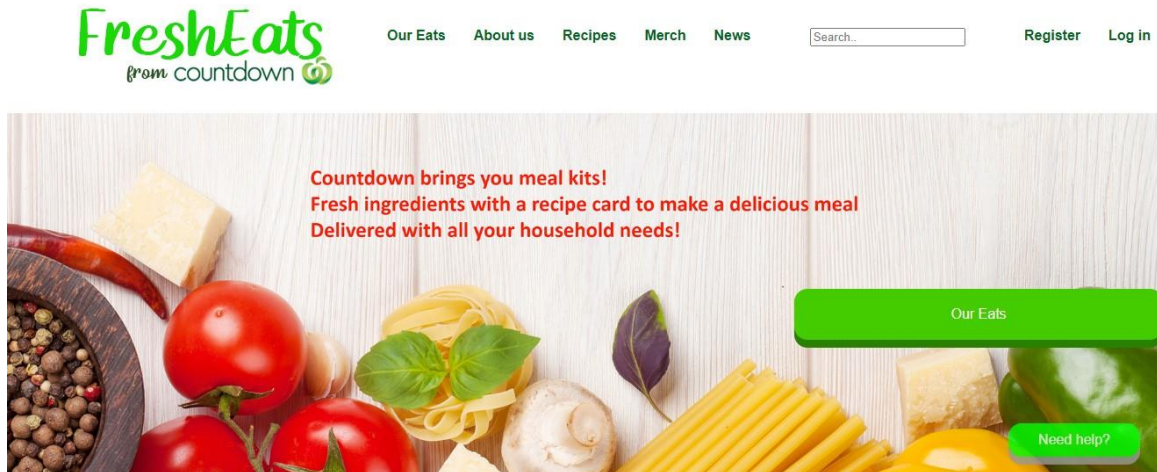 FreshEats
from countdown
Our Eats About us Recipes Merch News Search.. Register Log in
Countdown brings you meal kits!
Fresh ingredients with a recipe card to make a delicious meal
Delivered with all your household needs!
Our Eats
Need help?